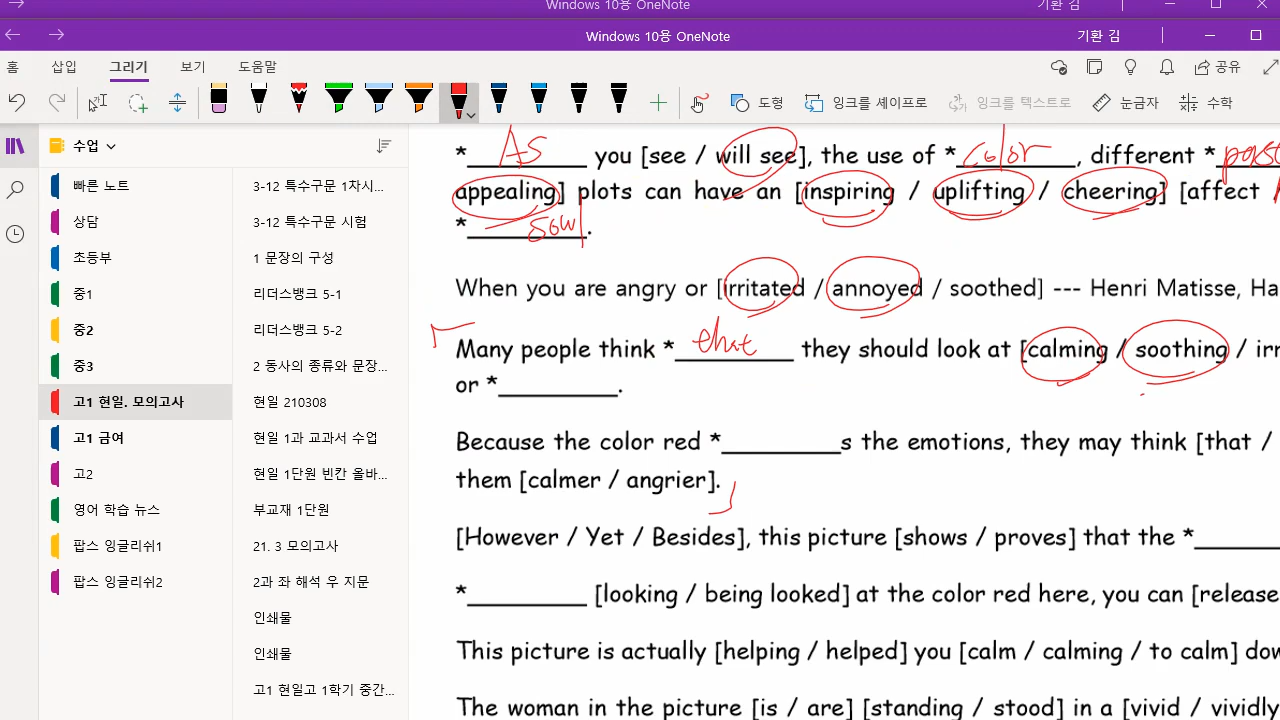 Windows 10용 OneNote 기환 김
Windows 10용 OneNote 기환 김
홈 삽입 그리기 보기 도움말 공유
도형 잉크를 셰이프로 잉크를 텍스트로 눈금자 수학
수업
빠른 노트 3-12 특수구문 1차시...
상담 3-12 특수구문 시험
초등부 1 문장의 구성
중1 리더스뱅크 5-1
중2 리더스뱅크 5-2
중3 2 동사의 종류와 문장...
고1 현일. 모의고사 현일 210308
고1 금여 현일 1과 교과서 수업
고2 현일 1단원 빈칸 올바...
영어 학습 뉴스 부교재 1단원
팝스 잉글리쉬1 21. 3 모의고사
팝스 잉글리쉬2 2과 좌 해석 우 지문
인쇄물
인쇄물
고1 현일고 1학기 중간...
*As you [see / will see], the use of *color, different *
appealing] plots can have an [inspiring / uplifting / cheering] [affect
*soul.
When you are angry or [irritated / annoyed / soothed] --- Henri Matisse, Ha
Many people think *that they should look at [calming / soothing / irr
or *__________.
Because the color red *__________s the emotions, they may think [that /
them [calmer / angrier].
[However / Yet / Besides], this picture [shows / proves] that the *_______
*__________ [looking / being looked] at the color red here, you can [release
This picture is actually [helping / helped] you [calm / calming / to calm] dow
The woman in the picture [is / are] [standing / stood] in a [vivid / vividly